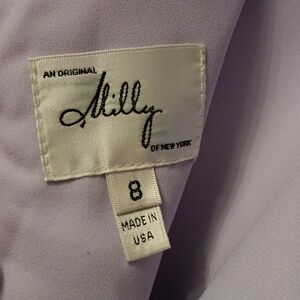 AN ORIGINAL
Milly
OF NEW YORK
8
MADE IN
USA